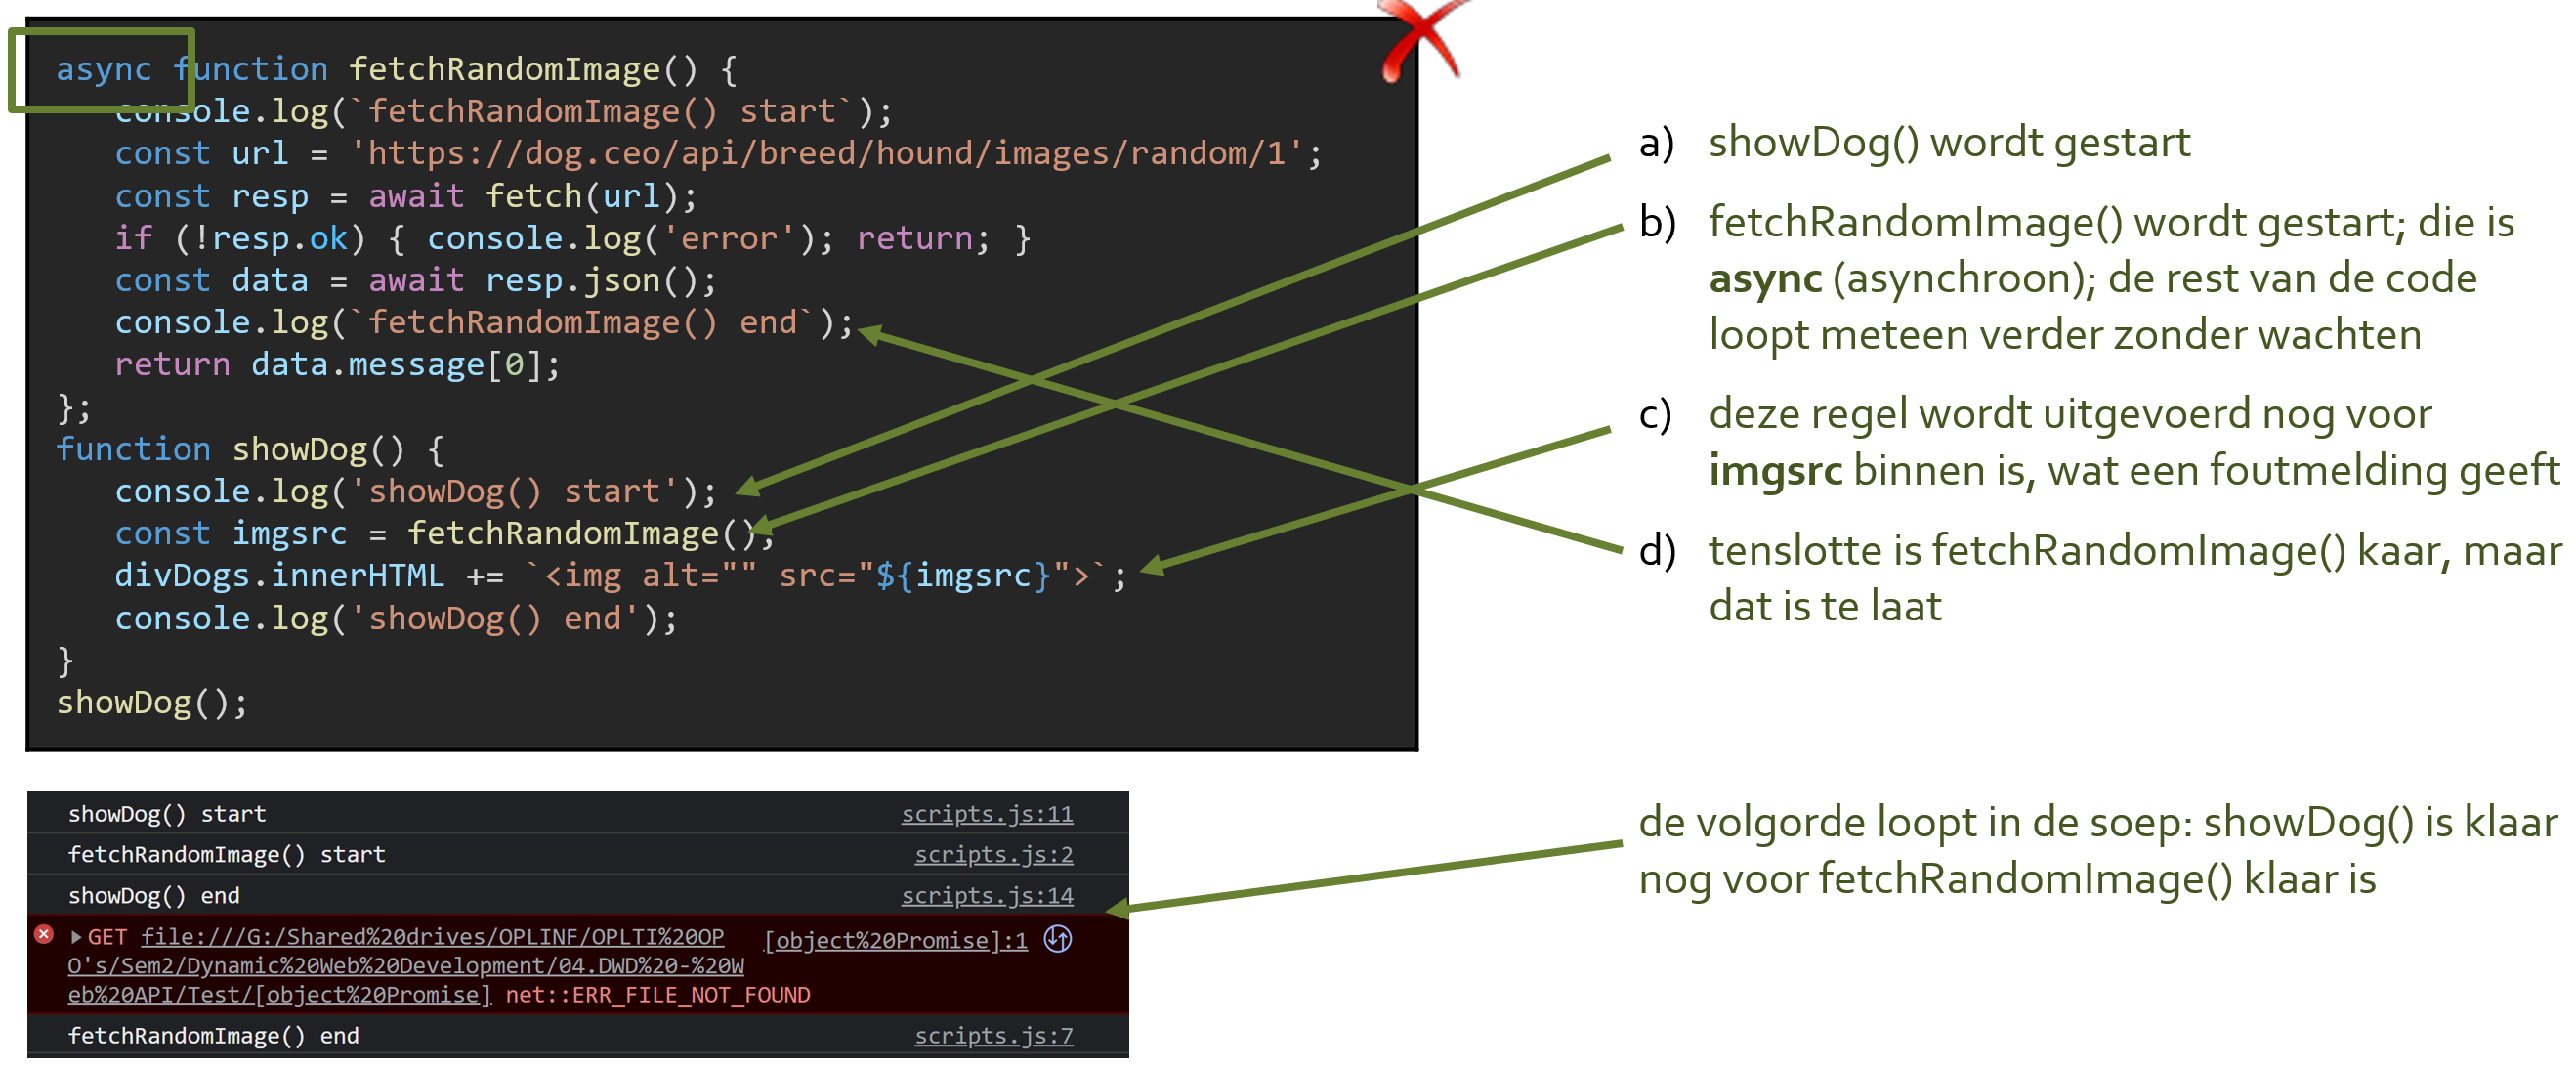 async function fetchRandomImage() {
console.log(`fetchRandomImage() start`);
const url = 'https://dog.ceo/api/breed/hound/images/random/1';
const resp = await fetch(url);
if (!resp.ok) { console.log('error'); return; }
const data = await resp.json();
console.log(`fetchRandomImage() end`);
return data.message[0];
};
function showDog() {
console.log('showDog() start');
const imgsrc = fetchRandomImage();
divDogs.innerHTML += `<img alt="" src="${imgsrc}">`;
console.log('showDog() end');
}
showDog();
a) showDog() wordt gestart
b) fetchRandomImage() wordt gestart; die is
async (asynchroon); de rest van de code
loopt meteen verder zonder wachten
c) deze regel wordt uitgevoerd nog voor
imgsrc binnen is, wat een foutmelding geeft
d) tenslotte is fetchRandomImage() kaar, maar
dat is te laat
showDog() start scripts.js:11
fetchRandomImage() start scripts.js:2
showDog() end scripts.js:14
GET file:///G:/Shared%20drives/OPLINF/OPLTI%20OP [object%20Promise]:1
O's/Sem2/Dynamic%20Web%20Development/04.DWD%20-%20W
eb%20API/Test/[object%20Promise] net::ERR_FILE_NOT_FOUND
fetchRandomImage() end scripts.js:7
de volgorde loopt in de soep: showDog() is klaar
nog voor fetchRandomImage() klaar is